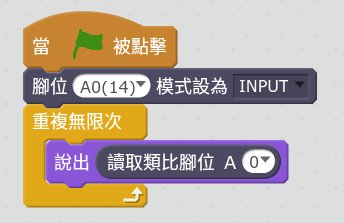 當 被點擊
腳位 A0(14) 模式設為 INPUT
重複無限次
說出 讀取類比腳位 A 0